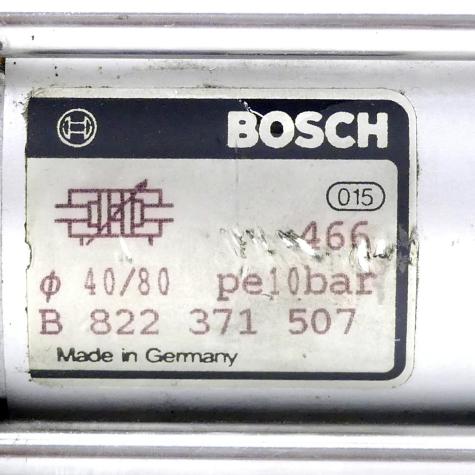 BOSCH
015
466
ϕ 40/80 pe10bar
B 822 371 507
Made in Germany